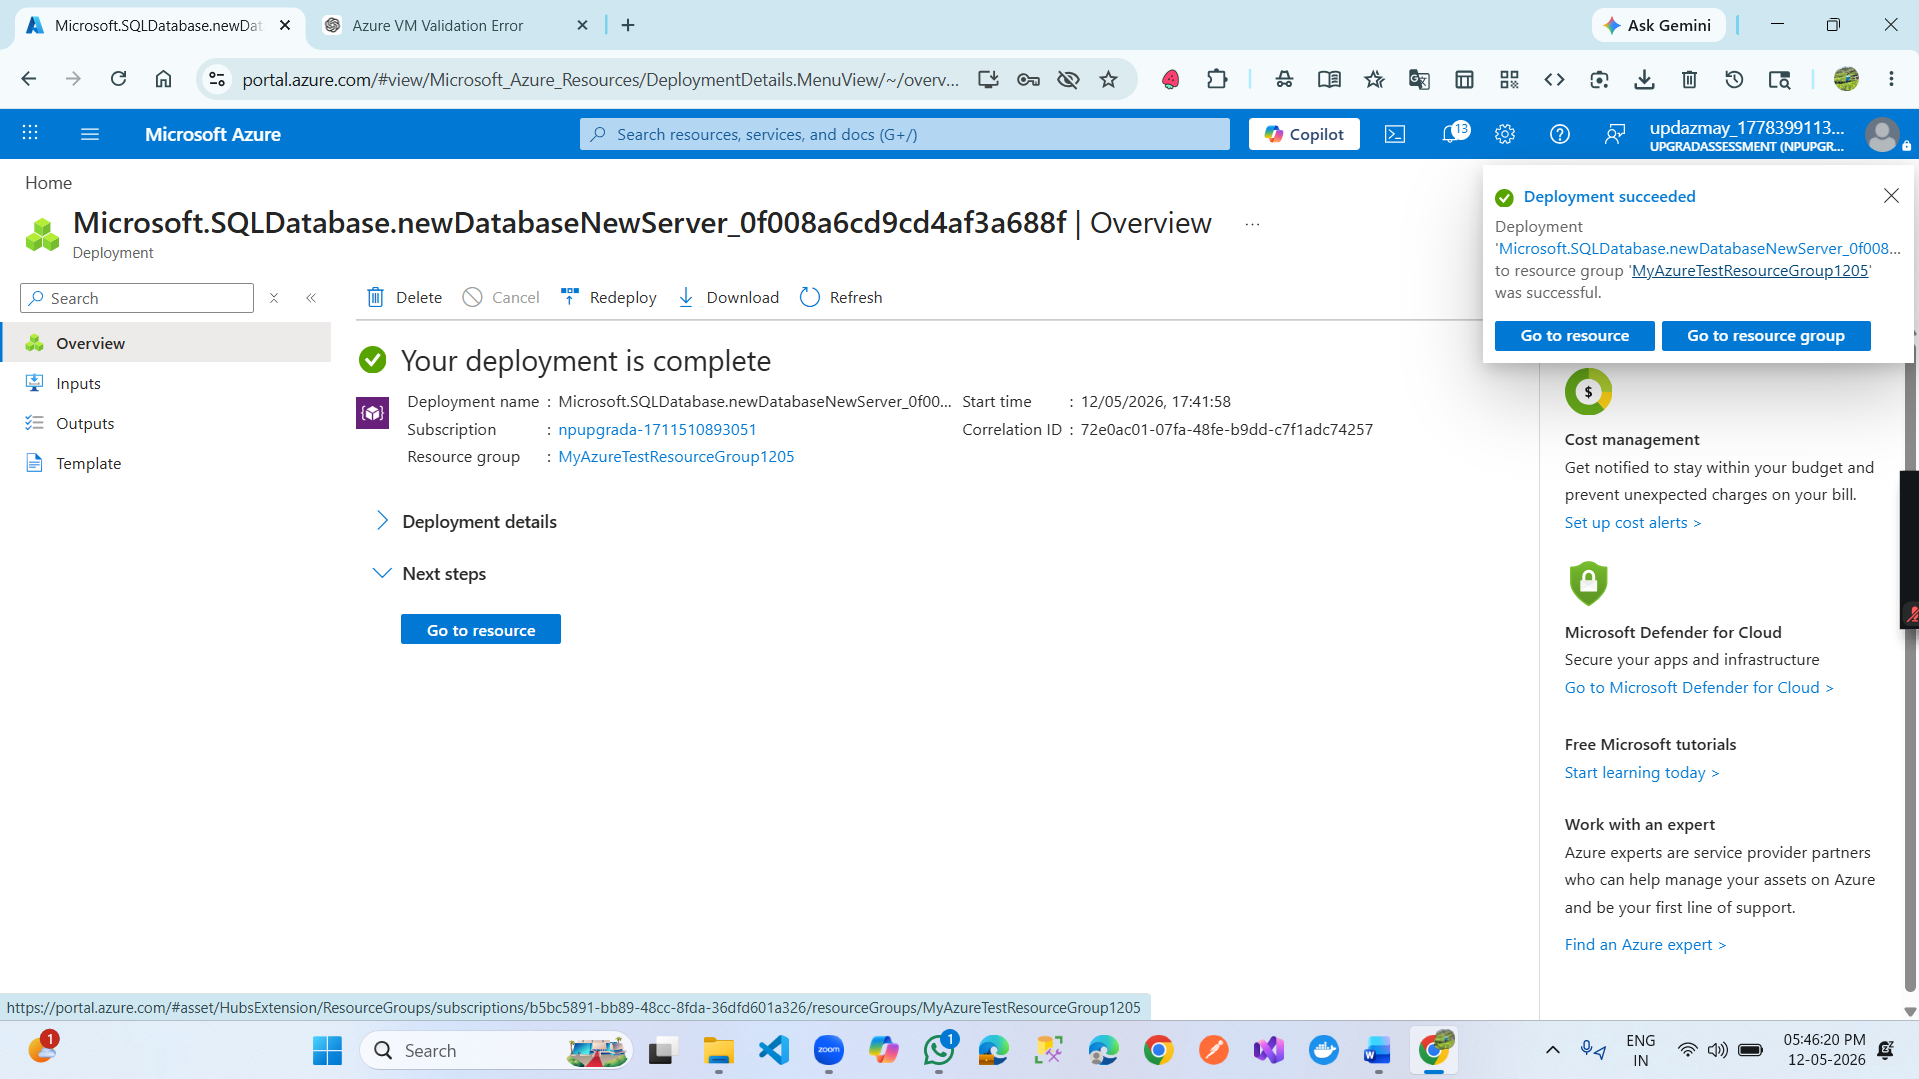 Microsoft.SQLDatabase.newDat
Azure VM Validation Error
Ask Gemini
portal.azure.com/#view/Microsoft_Azure_Resources/DeploymentDetails.MenuView/~/overv...
Microsoft Azure
Search resources, services, and docs (G+/)
Copilot
13
updazmay_1778399113...
UPGRADASSESSMENT (NPUPGR...
Home
Microsoft.SQLDatabase.newDatabaseNewServer_0f008a6cd9cd4af3a688f | Overview ...
Deployment
Search
Overview
Inputs
Outputs
Template
Delete
Cancel
Redeploy
Download
Refresh
Your deployment is complete
Deployment name : Microsoft.SQLDatabase.newDatabaseNewServer_0f00...
Subscription : npupgrada-1711510893051
Resource group : MyAzureTestResourceGroup1205
Start time : 12/05/2026, 17:41:58
Correlation ID : 72e0ac01-07fa-48fe-b9dd-c7f1adc74257
Deployment details
Next steps
Go to resource
Deployment succeeded
Deployment
'Microsoft.SQLDatabase.newDatabaseNewServer_0f008...
to resource group 'MyAzureTestResourceGroup1205'
was successful.
Go to resource
Go to resource group
$
Cost management
Get notified to stay within your budget and
prevent unexpected charges on your bill.
Set up cost alerts >
Microsoft Defender for Cloud
Secure your apps and infrastructure
Go to Microsoft Defender for Cloud >
Free Microsoft tutorials
Start learning today >
Work with an expert
Azure experts are service provider partners
who can help manage your assets on Azure
and be your first line of support.
Find an Azure expert >
https://portal.azure.com/#asset/HubsExtension/ResourceGroups/subscriptions/b5bc5891-bb89-48cc-8fda-36dfd601a326/resourceGroups/MyAzureTestResourceGroup1205
1
Search
zoom
1
ENG
IN
05:46:20 PM
12-05-2026